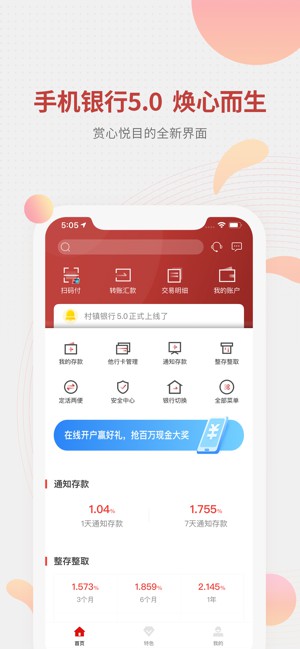 手机银行5.0 焕心而生
赏心悦目的全新界面
5:05
扫码付 转账汇款 交易明细 我的账户
村镇银行5.0正式上线了
我的存款 他行卡管理 通知存款 整存整取
定活两便 安全中心 银行切换 全部菜单
在线开户赢好礼，抢百万现金大奖
通知存款
1.04% 1.755%
1天通知存款 7天通知存款
整存整取
1.573% 1.859% 2.145%
3个月 6个月 1年
首页 特色 我的